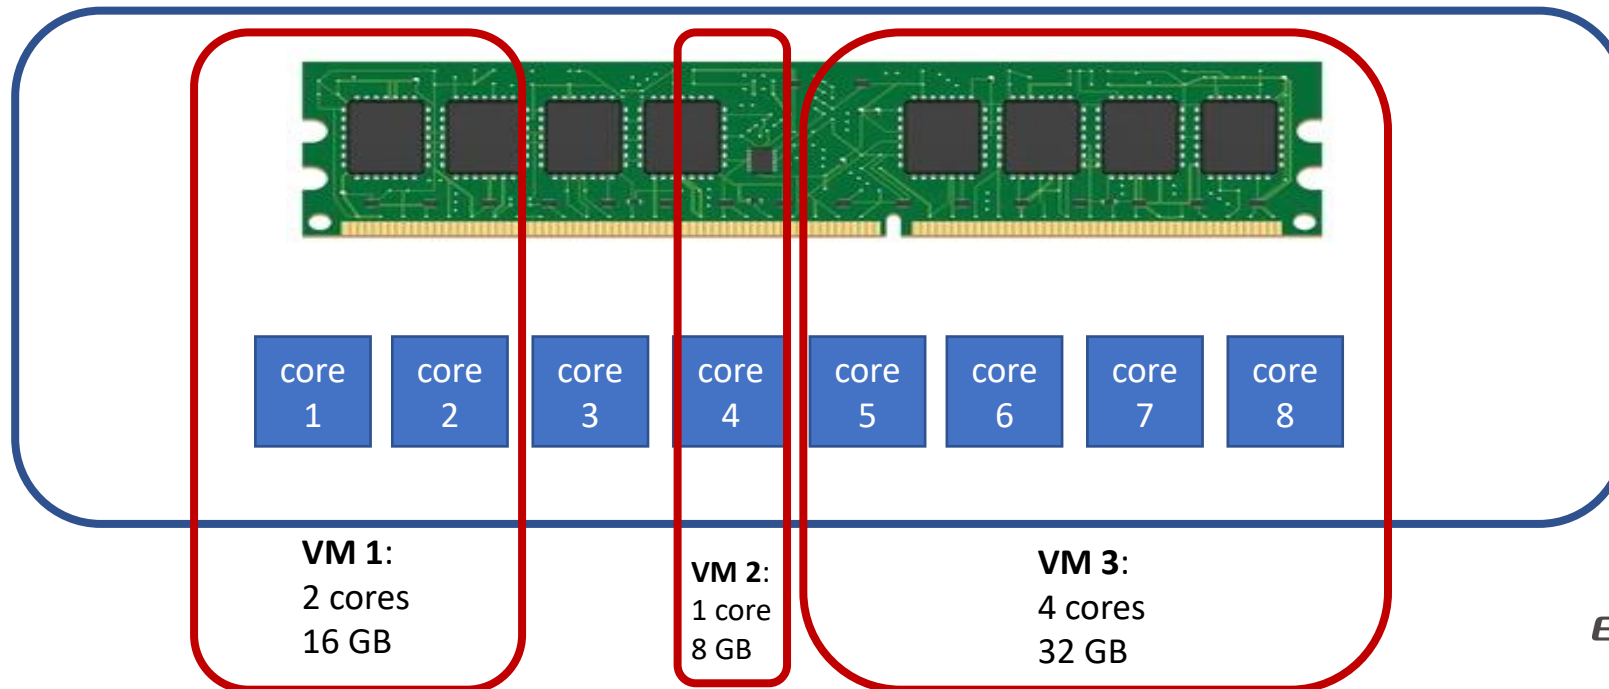 core
1
core
2
core
3
core
4
core
5
core
6
core
7
core
8
VM 1:
2 cores
16 GB
VM 2:
1 core
8 GB
VM 3:
4 cores
32 GB